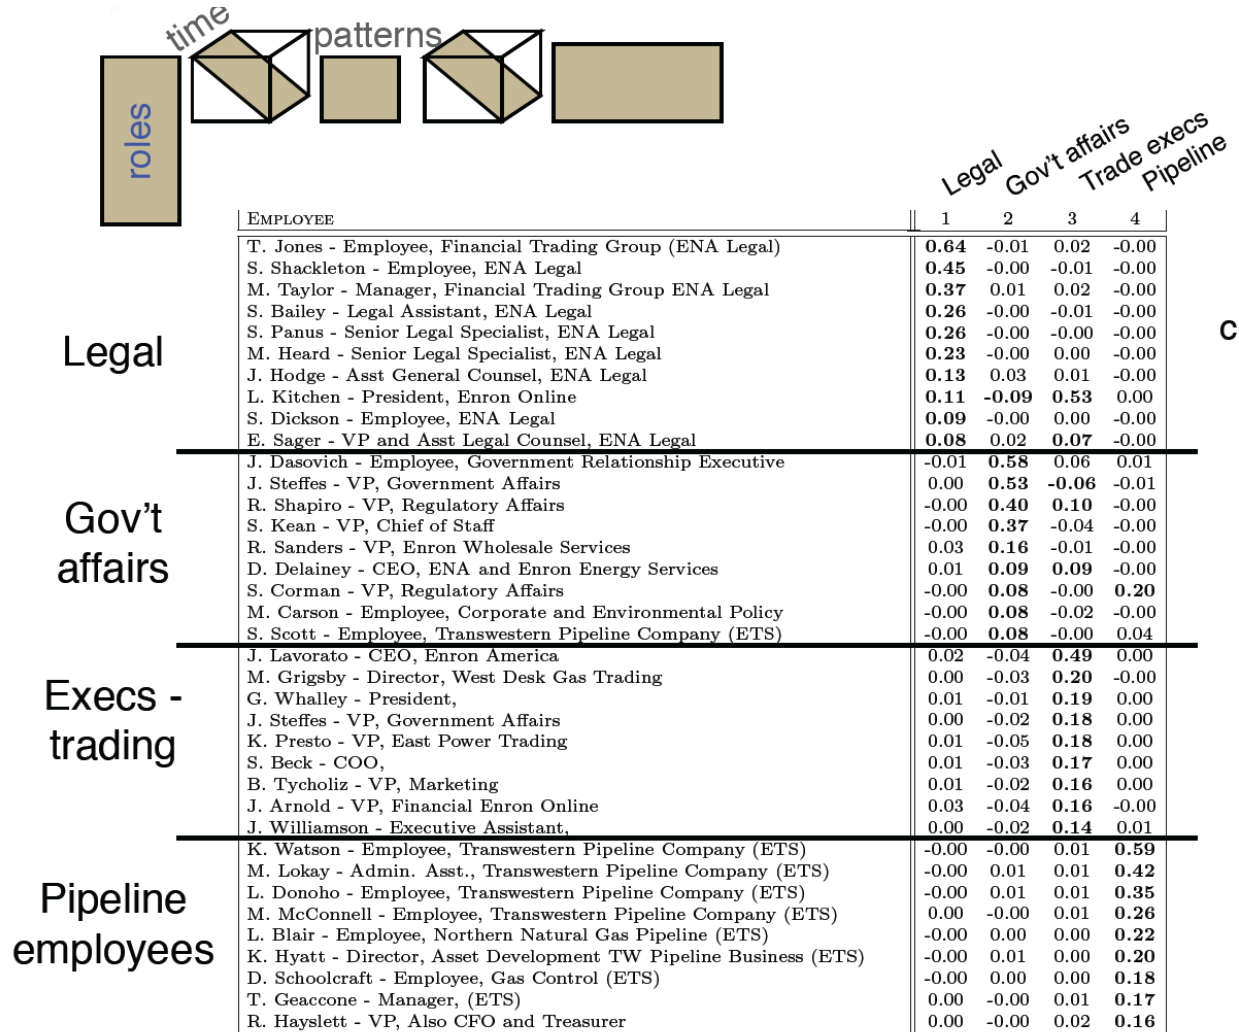 time patterns
roles
Legal Gov't affairs Trade execs Pipeline
EMPLOYEE 1 2 3 4
T. Jones - Employee, Financial Trading Group (ENA Legal) 0.64 -0.01 0.02 -0.00
S. Shackleton - Employee, ENA Legal 0.45 -0.00 -0.01 -0.00
M. Taylor - Manager, Financial Trading Group ENA Legal 0.37 0.01 0.02 -0.00
S. Bailey - Legal Assistant, ENA Legal 0.26 -0.00 -0.01 -0.00
S. Panus - Senior Legal Specialist, ENA Legal 0.26 -0.00 -0.00 -0.00
M. Heard - Senior Legal Specialist, ENA Legal 0.23 -0.00 0.00 -0.00
J. Hodge - Asst General Counsel, ENA Legal 0.13 0.03 0.01 -0.00
L. Kitchen - President, Enron Online 0.11 -0.09 0.53 0.00
S. Dickson - Employee, ENA Legal 0.09 -0.00 0.00 -0.00
E. Sager - VP and Asst Legal Counsel, ENA Legal 0.08 0.02 0.07 -0.00
Legal
c
J. Dasovich - Employee, Government Relationship Executive -0.01 0.58 0.06 0.01
J. Steffes - VP, Government Affairs 0.00 0.53 -0.06 -0.01
R. Shapiro - VP, Regulatory Affairs -0.00 0.40 0.10 -0.00
S. Kean - VP, Chief of Staff -0.00 0.37 -0.04 -0.00
R. Sanders - VP, Enron Wholesale Services 0.03 0.16 -0.01 -0.00
D. Delainey - CEO, ENA and Enron Energy Services 0.01 0.09 0.09 -0.00
S. Corman - VP, Regulatory Affairs -0.00 0.08 -0.00 0.20
M. Carson - Employee, Corporate and Environmental Policy -0.00 0.08 -0.02 -0.00
S. Scott - Employee, Transwestern Pipeline Company (ETS) -0.00 0.08 -0.00 0.04
Gov't
affairs
J. Lavorato - CEO, Enron America 0.02 -0.04 0.49 0.00
M. Grigsby - Director, West Desk Gas Trading 0.00 -0.03 0.20 -0.00
G. Whalley - President, 0.01 -0.01 0.19 0.00
J. Steffes - VP, Government Affairs 0.00 -0.02 0.18 0.00
K. Presto - VP, East Power Trading 0.01 -0.05 0.18 0.00
S. Beck - COO, 0.01 -0.03 0.17 0.00
B. Tycholiz - VP, Marketing 0.01 -0.02 0.16 0.00
J. Arnold - VP, Financial Enron Online 0.03 -0.04 0.16 -0.00
J. Williamson - Executive Assistant, 0.00 -0.02 0.14 0.01
Execs -
trading
K. Watson - Employee, Transwestern Pipeline Company (ETS) -0.00 -0.00 0.01 0.59
M. Lokay - Admin. Asst., Transwestern Pipeline Company (ETS) -0.00 0.01 0.01 0.42
L. Donoho - Employee, Transwestern Pipeline Company (ETS) -0.00 0.01 0.01 0.35
M. McConnell - Employee, Transwestern Pipeline Company (ETS) 0.00 -0.00 0.01 0.26
L. Blair - Employee, Northern Natural Gas Pipeline (ETS) -0.00 0.00 0.00 0.22
K. Hyatt - Director, Asset Development TW Pipeline Business (ETS) -0.00 0.01 0.00 0.20
D. Schoolcraft - Employee, Gas Control (ETS) -0.00 0.00 0.00 0.18
T. Geaccone - Manager, (ETS) 0.00 -0.00 0.01 0.17
R. Hayslett - VP, Also CFO and Treasurer 0.00 -0.00 0.02 0.16
Pipeline
employees